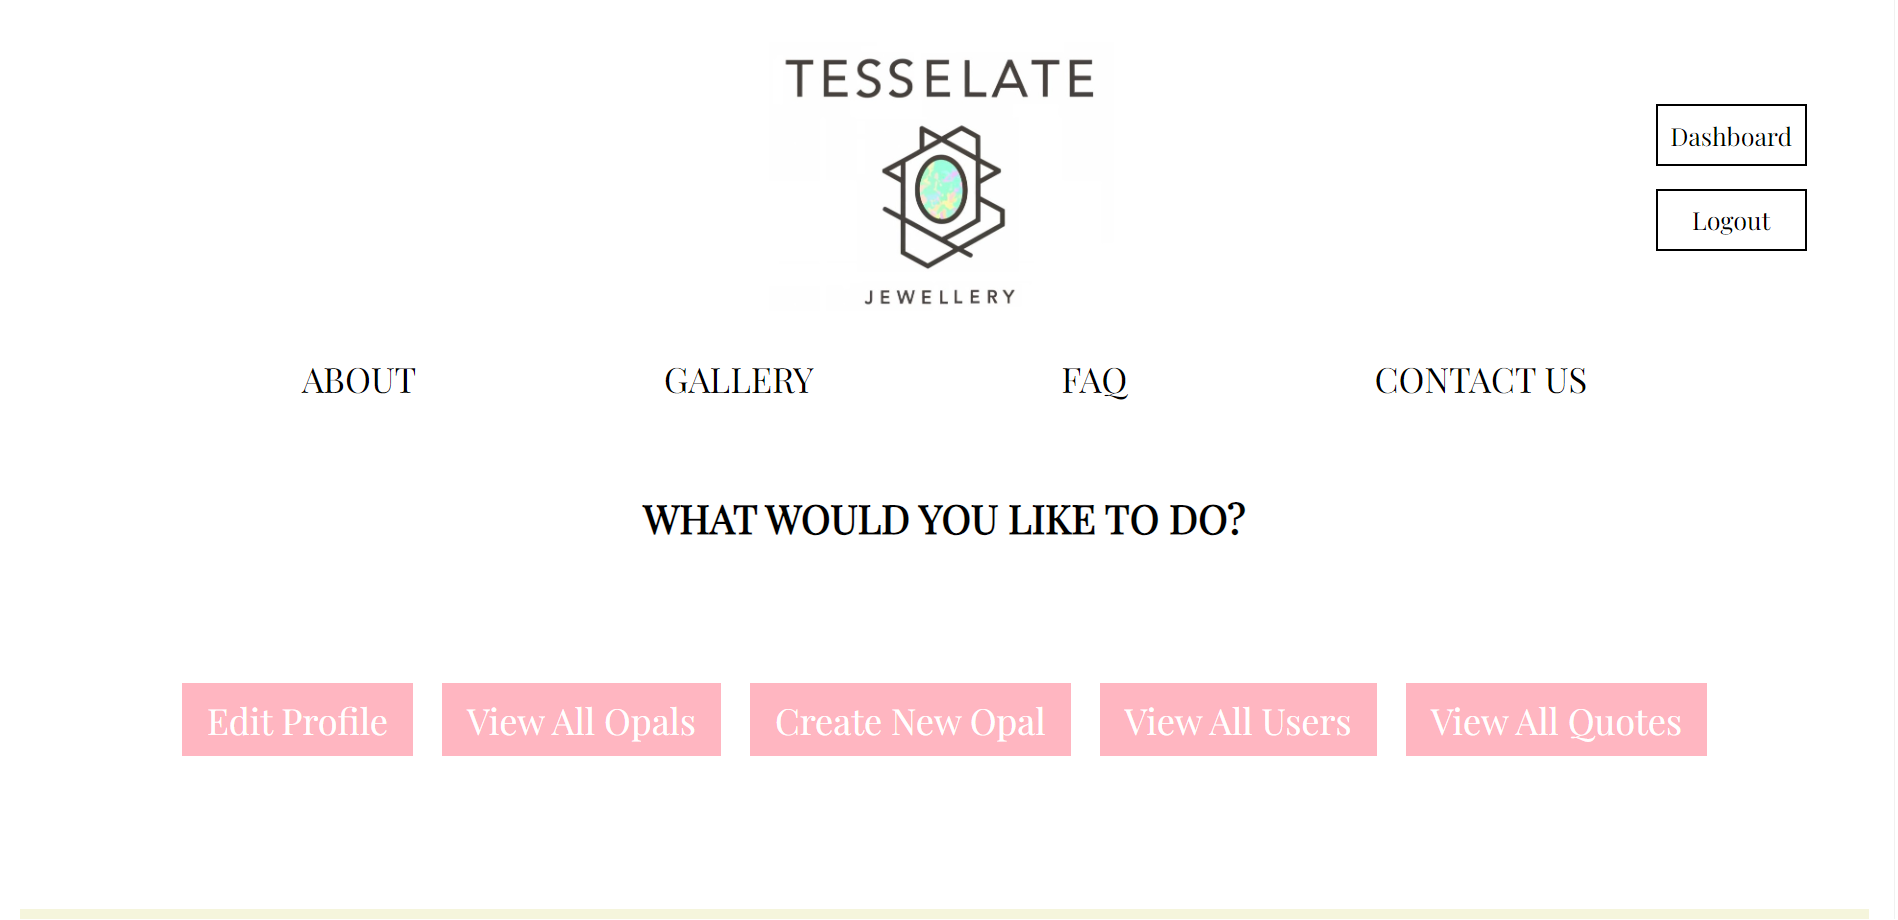 TESSELATE
JEWELLERY
Dashboard
Logout
ABOUT GALLERY FAQ CONTACT US
WHAT WOULD YOU LIKE TO DO?
Edit Profile View All Opals Create New Opal View All Users View All Quotes